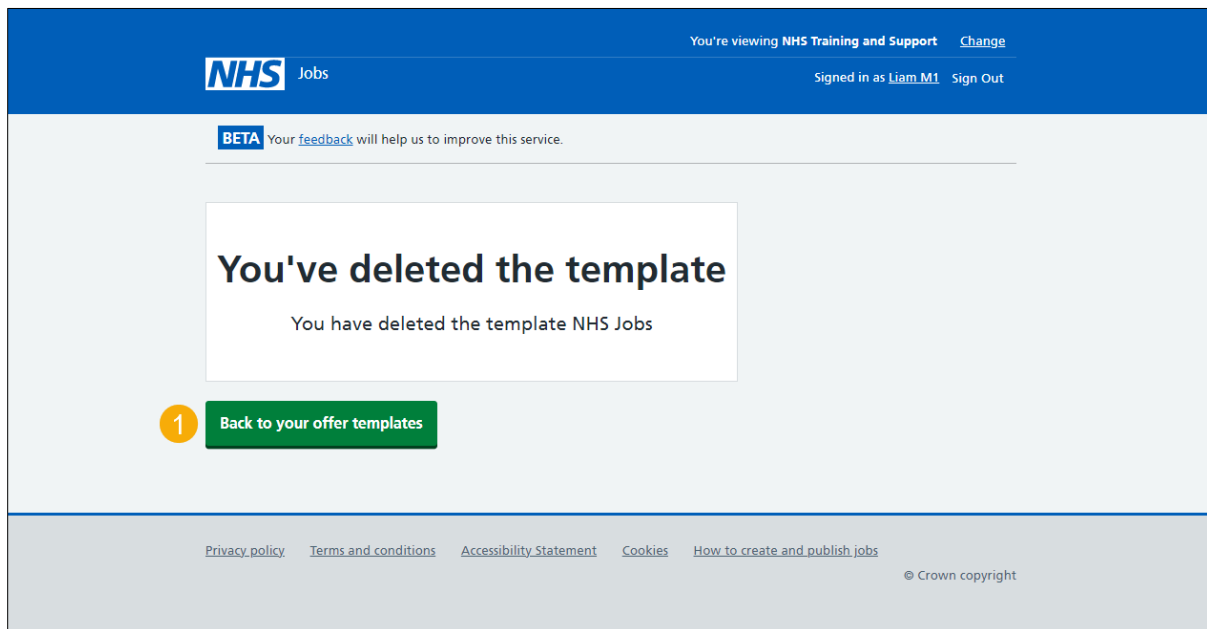 You're viewing NHS Training and Support Change
NHS Jobs
Signed in as Liam M1 Sign Out
BETA Your feedback will help us to improve this service.
You've deleted the template
You have deleted the template NHS Jobs
1 Back to your offer templates
Privacy policy Terms and conditions Accessibility Statement Cookies How to create and publish jobs
© Crown copyright